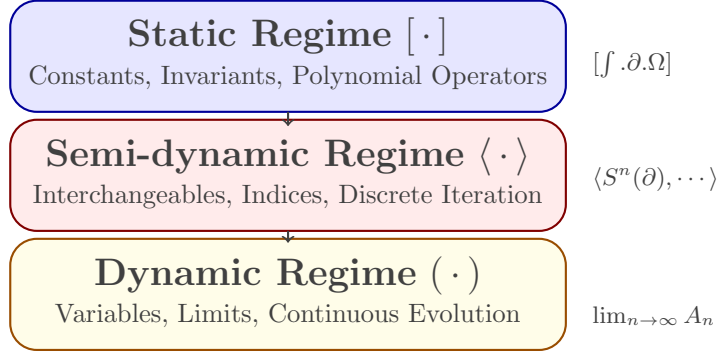 Static Regime [ · ]
Constants, Invariants, Polynomial Operators
[∫ .∂.Ω]
Semi-dynamic Regime ⟨ · ⟩
Interchangeables, Indices, Discrete Iteration
⟨Sⁿ(∂), ⋯⟩
Dynamic Regime ( · )
Variables, Limits, Continuous Evolution
lim_{n→∞} A_n